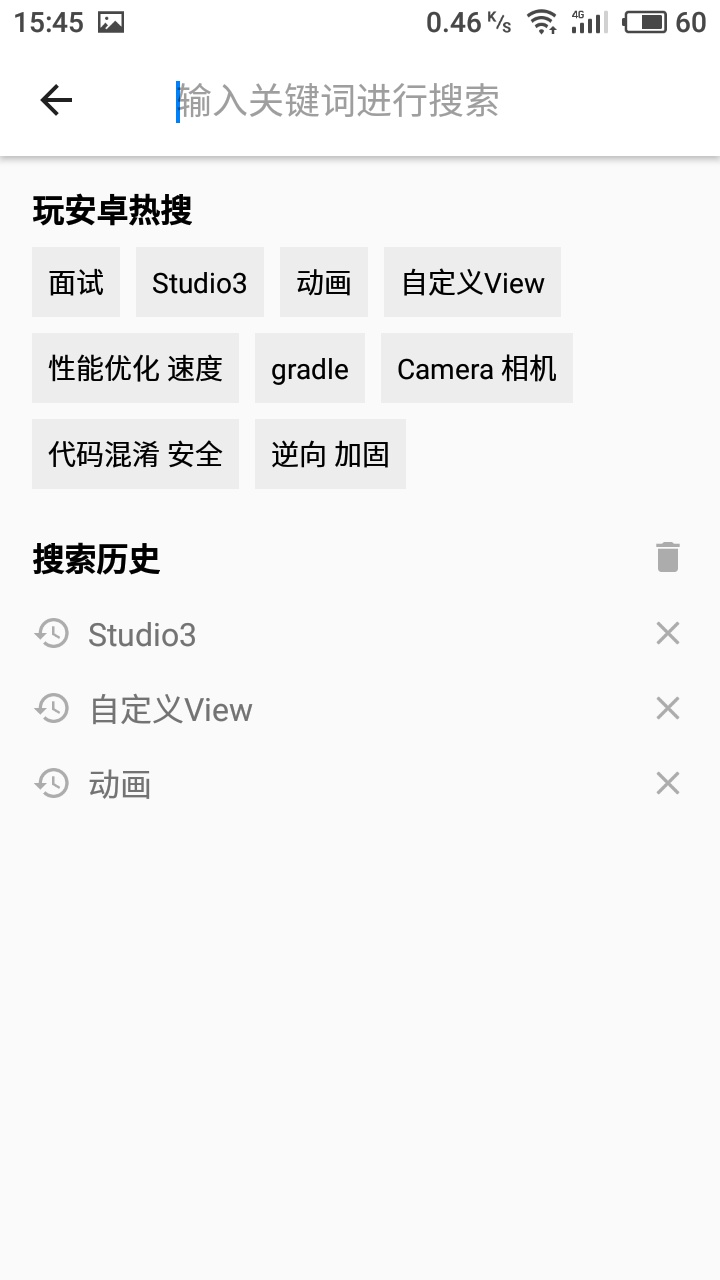 15:45 0.46 K/s 4G 60
输入关键词进行搜索
玩安卓热搜
面试 Studio3 动画 自定义View
性能优化 速度 gradle Camera 相机
代码混淆 安全 逆向 加固
搜索历史
Studio3
自定义View
动画